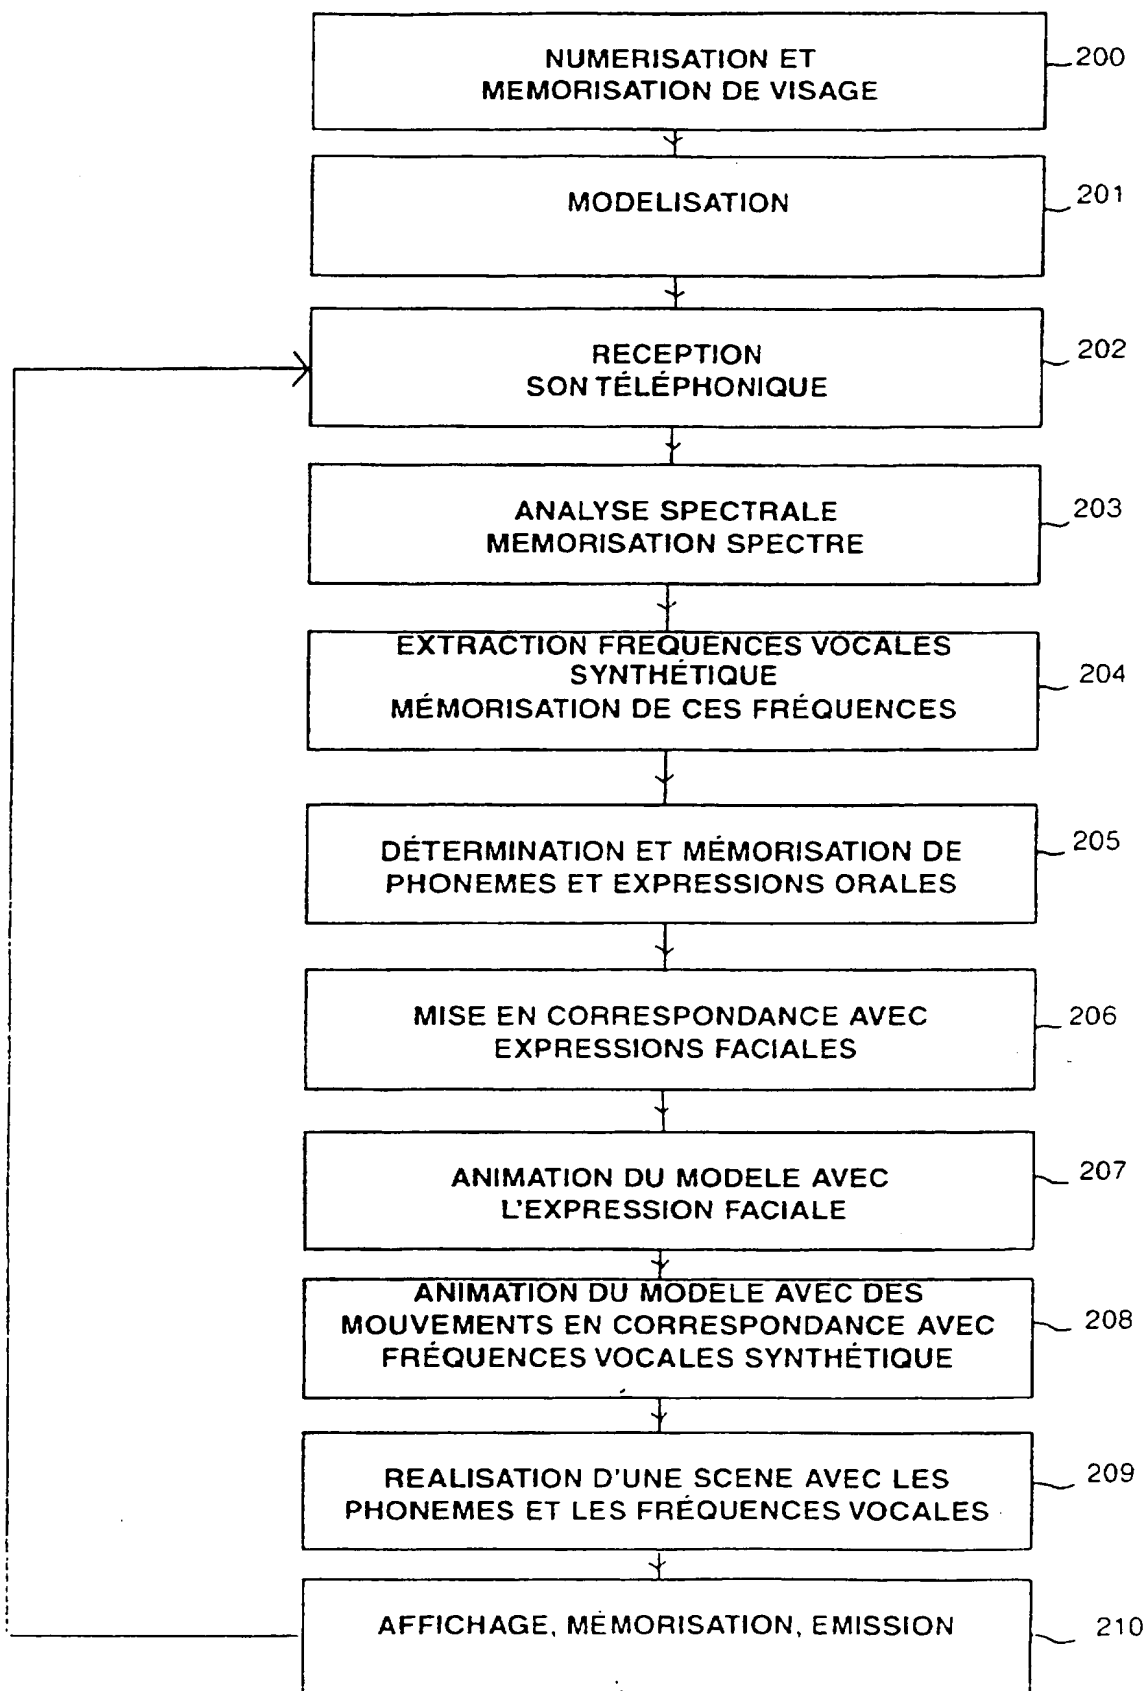 NUMERISATION ET
MEMORISATION DE VISAGE
200
MODELISATION
201
RECEPTION
SON TÉLÉPHONIQUE
202
ANALYSE SPECTRALE
MEMORISATION SPECTRE
203
EXTRACTION FREQUENCES VOCALES
SYNTHÉTIQUE
MÉMORISATION DE CES FRÉQUENCES
204
DÉTERMINATION ET MÉMORISATION DE
PHONEMES ET EXPRESSIONS ORALES
205
MISE EN CORRESPONDANCE AVEC
EXPRESSIONS FACIALES
206
ANIMATION DU MODELE AVEC
L'EXPRESSION FACIALE
207
ANIMATION DU MODELE AVEC DES
MOUVEMENTS EN CORRESPONDANCE AVEC
FRÉQUENCES VOCALES SYNTHÉTIQUE
208
REALISATION D'UNE SCENE AVEC LES
PHONEMES ET LES FRÉQUENCES VOCALES
209
AFFICHAGE, MÉMORISATION, EMISSION
210